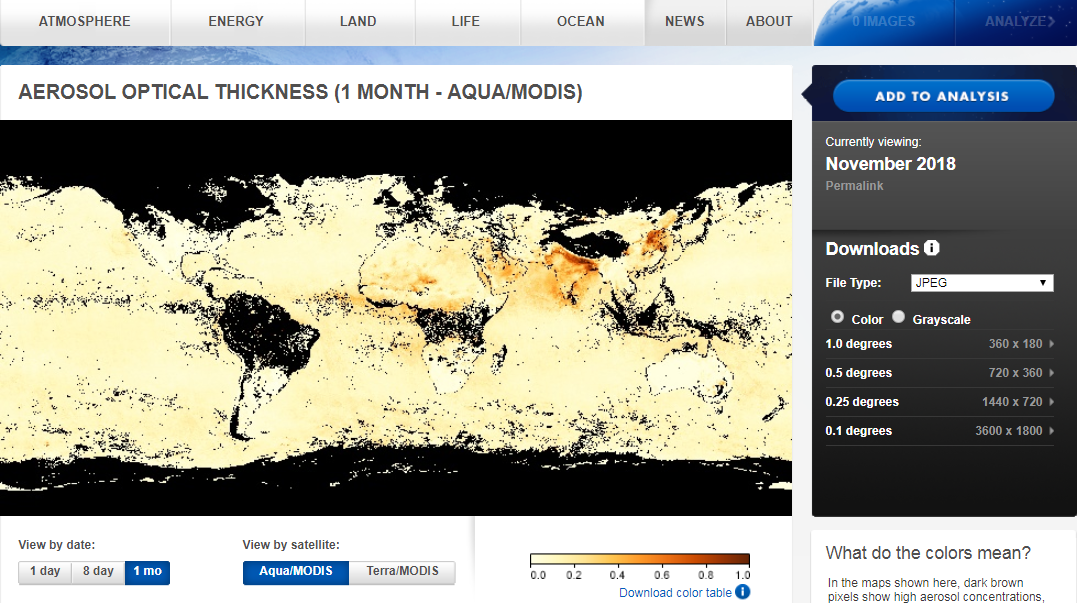 ATMOSPHERE ENERGY LAND LIFE OCEAN NEWS ABOUT 0 IMAGES ANALYZE
AEROSOL OPTICAL THICKNESS (1 MONTH - AQUA/MODIS)
ADD TO ANALYSIS
Currently viewing:
November 2018
Permalink
Downloads i
File Type: JPEG
Color Grayscale
1.0 degrees 360 x 180
0.5 degrees 720 x 360
0.25 degrees 1440 x 720
0.1 degrees 3600 x 1800
View by date:
1 day 8 day 1 mo
View by satellite:
Aqua/MODIS Terra/MODIS
0.0 0.2 0.4 0.6 0.8 1.0
Download color table i
What do the colors mean?
In the maps shown here, dark brown
pixels show high aerosol concentrations,